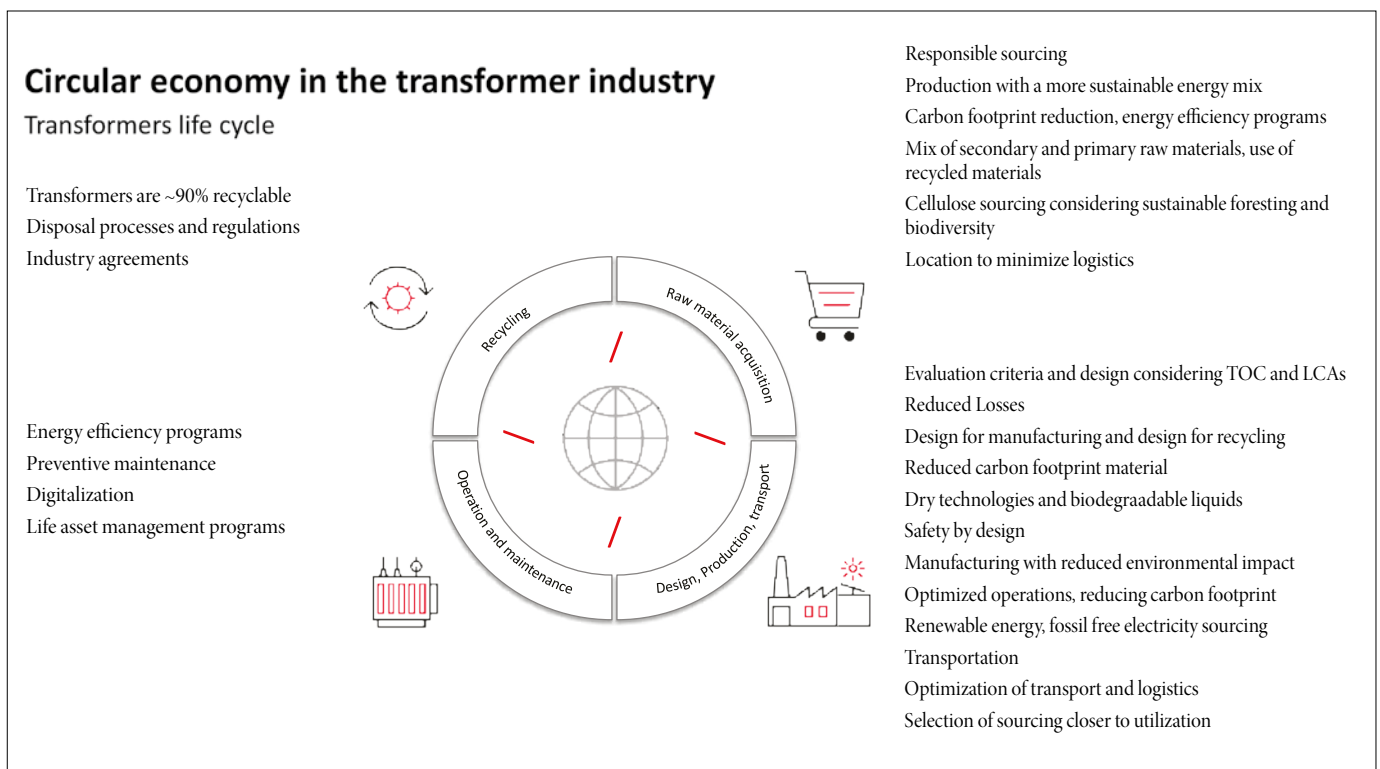 Circular economy in the transformer industry
Transformers life cycle
Transformers are ~90% recyclable
Disposal processes and regulations
Industry agreements
Energy efficiency programs
Preventive maintenance
Digitalization
Life asset management programs
Recycling
Raw material acquisition
Operation and maintenance
Design, Production, transport
Responsible sourcing
Production with a more sustainable energy mix
Carbon footprint reduction, energy efficiency programs
Mix of secondary and primary raw materials, use of
recycled materials
Cellulose sourcing considering sustainable foresting and
biodiversity
Location to minimize logistics
Evaluation criteria and design considering TOC and LCAs
Reduced Losses
Design for manufacturing and design for recycling
Reduced carbon footprint material
Dry technologies and biodegraadable liquids
Safety by design
Manufacturing with reduced environmental impact
Optimized operations, reducing carbon footprint
Renewable energy, fossil free electricity sourcing
Transportation
Optimization of transport and logistics
Selection of sourcing closer to utilization